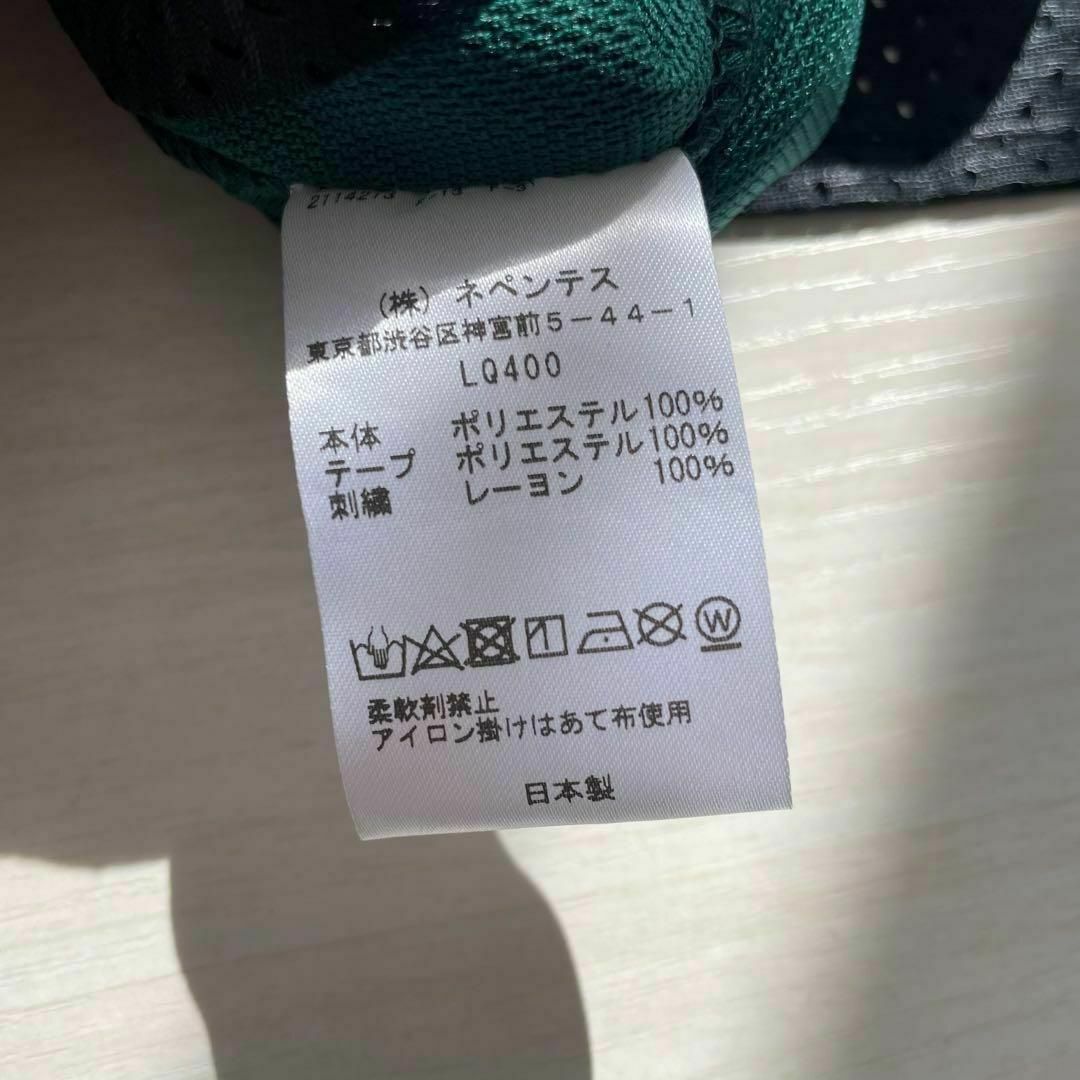 2114273
(株) ネペンテス
東京都渋谷区神宮前5-44-1
LQ400
本体 ポリエステル100%
テープ ポリエステル100%
刺繍 レーヨン 100%
W
柔軟剤禁止
アイロン掛けはあて布使用
日本製